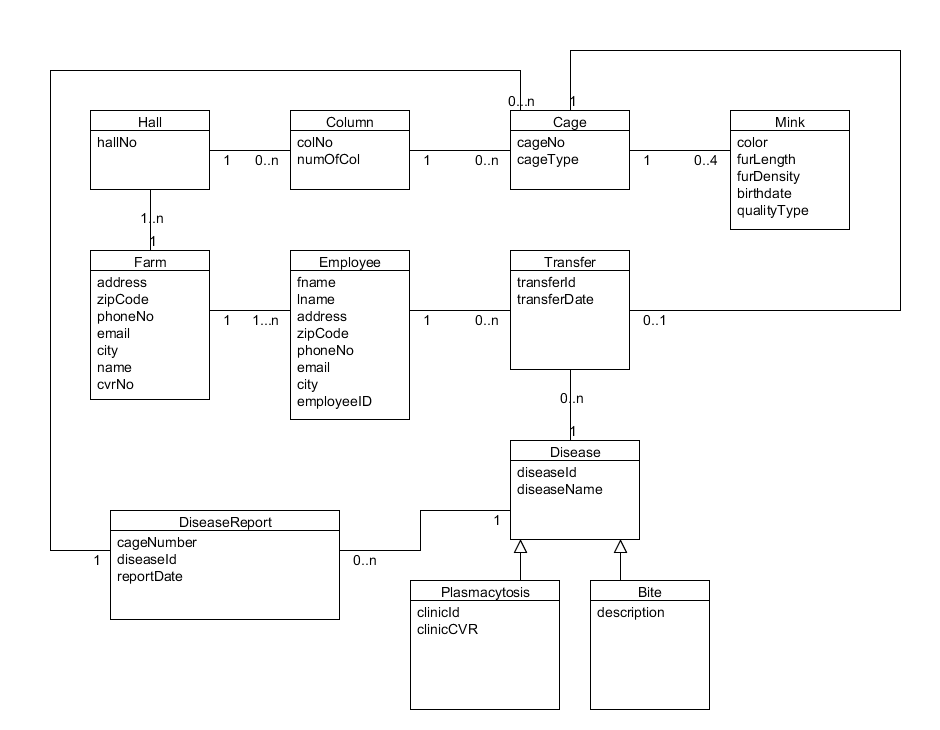 0...n
1
Hall
hallNo
Column
colNo
numOfCol
Cage
cageNo
cageType
Mink
color
furLength
furDensity
birthdate
qualityType
1
0..n
1
0..n
1
0..4
1..n
1
Farm
address
zipCode
phoneNo
email
city
name
cvrNo
Employee
fname
lname
address
zipCode
phoneNo
email
city
employeeID
Transfer
transferId
transferDate
1
1...n
1
0..n
0..1
0..n
1
Disease
diseaseId
diseaseName
DiseaseReport
cageNumber
diseaseId
reportDate
1
1
0..n
Plasmacytosis
clinicId
clinicCVR
Bite
description